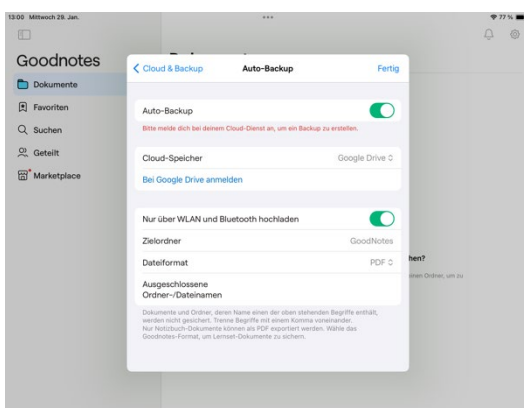 13:00 Mittwoch 29. Jan.
77 %
Goodnotes
Dokumente
Favoriten
Suchen
Geteilt
Marketplace
Cloud & Backup
Auto-Backup
Fertig
Auto-Backup
Bitte melde dich bei deinem Cloud-Dienst an, um ein Backup zu erstellen.
Cloud-Speicher
Google Drive
Bei Google Drive anmelden
Nur über WLAN und Bluetooth hochladen
Zielordner
GoodNotes
Dateiformat
PDF
Ausgeschlossene
Ordner-/Dateinamen
Dokumente und Ordner, deren Name einen der oben stehenden Begriffe enthält,
werden nicht gesichert. Trenne Begriffe mit einem Komma voneinander.
Nur Notizbuch-Dokumente können als PDF exportiert werden. Wähle das
Goodnotes-Format, um Lernset-Dokumente zu sichern.
hen?
einen Ordner, um zu